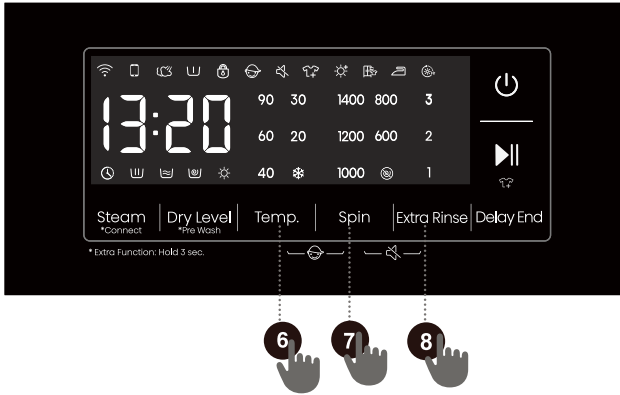 90 30 1400 800 3
13:20
60 20 1200 600 2
40 1000 1
Steam Dry Level Temp. Spin Extra Rinse Delay End
*Connect *Pre Wash
* Extra Function: Hold 3 sec.
6 7 8